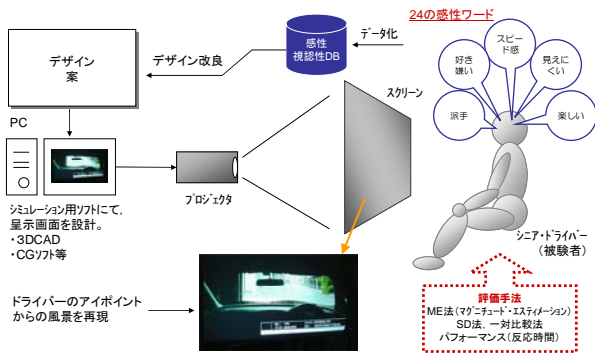 24の感性ワード
デザイン
案
感性
視認性DB
データ化
デザイン改良
スピー
ド感
好き
嫌い
見えに
くい
派手
楽しい
PC
スクリーン
プロジェクタ
シミュレーション用ソフトにて,
呈示画面を設計。
・3DCAD
・CGソフト等
シニア・ドライバー
(被験者)
ドライバーのアイポイント
からの風景を再現
評価手法
ME法(マグニチュード・エスティメーション)
SD法, 一対比較法
パフォーマンス(反応時間)